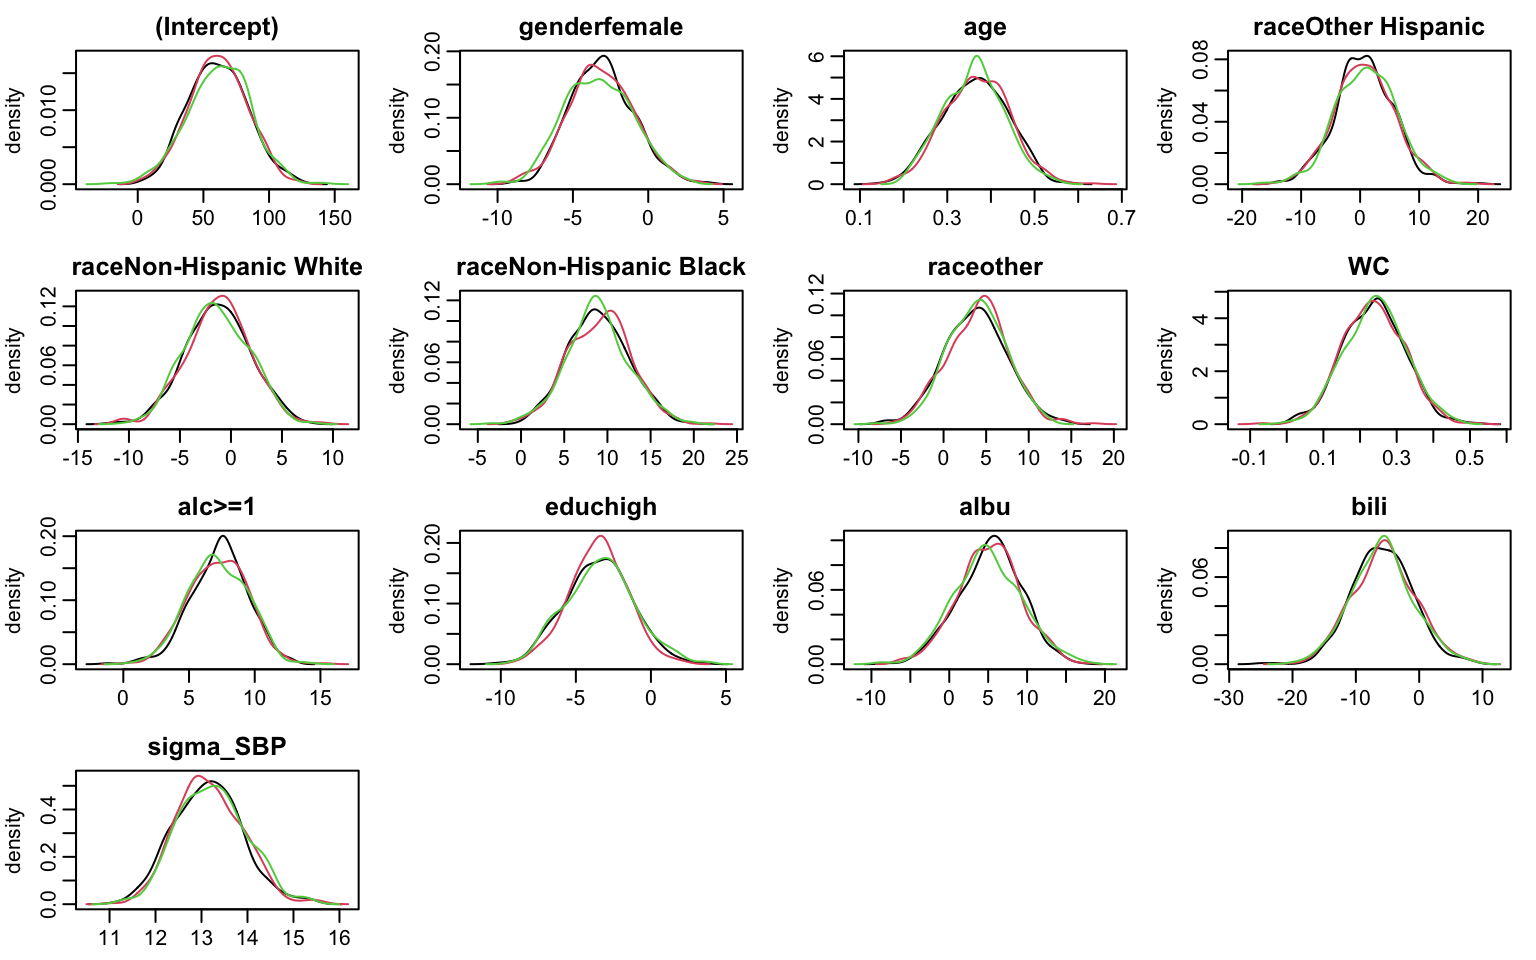 (Intercept)
density
0.000 0.010
0 50 100 150
genderfemale
density
0.00 0.10 0.20
-10 -5 0 5
age
density
0 2 4 6
0.1 0.3 0.5 0.7
raceOther Hispanic
density
0.00 0.04 0.08
-20 -10 0 10 20
raceNon-Hispanic White
density
0.00 0.06 0.12
-15 -10 -5 0 5 10
raceNon-Hispanic Black
density
0.00 0.06 0.12
-5 0 5 10 15 20 25
raceother
density
0.00 0.06 0.12
-10 -5 0 5 10 15 20
WC
density
0 2 4
-0.1 0.1 0.3 0.5
alc>=1
density
0.00 0.10 0.20
0 5 10 15
educhigh
density
0.00 0.10 0.20
-10 -5 0 5
albu
density
0.00 0.06
-10 0 5 10 20
bili
density
0.00 0.06
-30 -20 -10 0 10
sigma_SBP
density
0.0 0.2 0.4
11 12 13 14 15 16